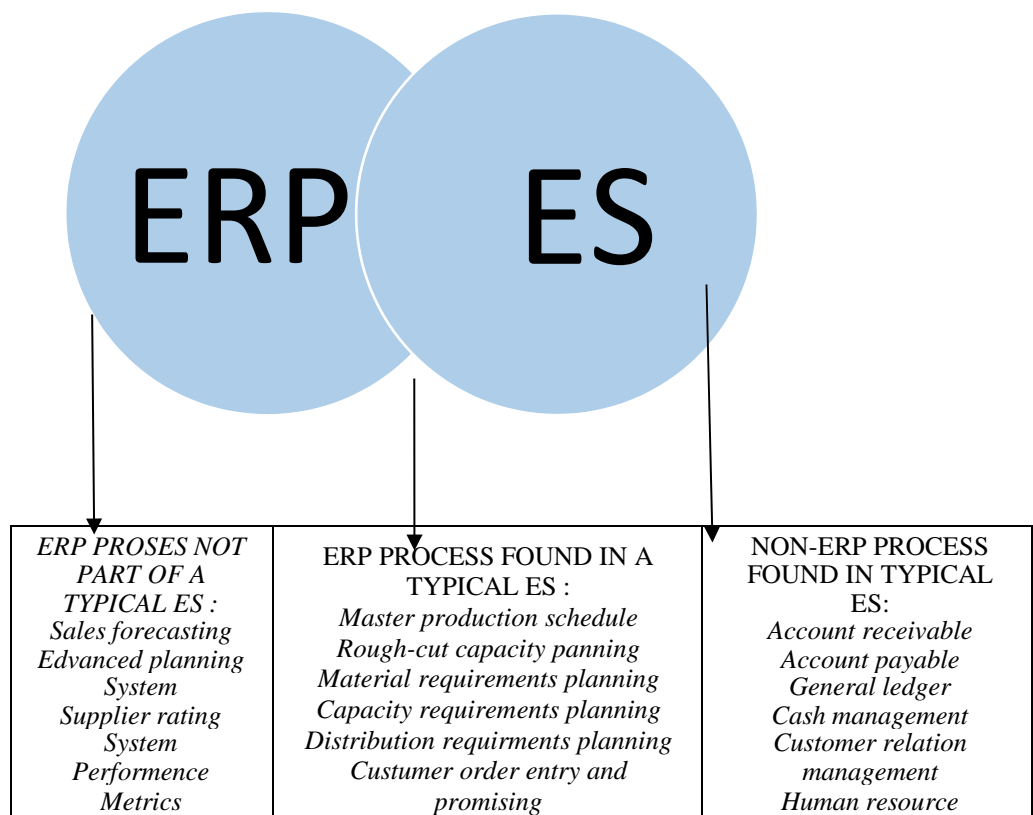 ERP
ES
ERP PROSES NOT
PART OF A
TYPICAL ES :
Sales forecasting
Edvanced planning
System
Supplier rating
System
Performence
Metrics
ERP PROCESS FOUND IN A
TYPICAL ES :
Master production schedule
Rough-cut capacity panning
Material requirements planning
Capacity requirements planning
Distribution requirments planning
Custumer order entry and
promising
NON-ERP PROCESS
FOUND IN TYPICAL
ES:
Account receivable
Account payable
General ledger
Cash management
Customer relation
management
Human resource